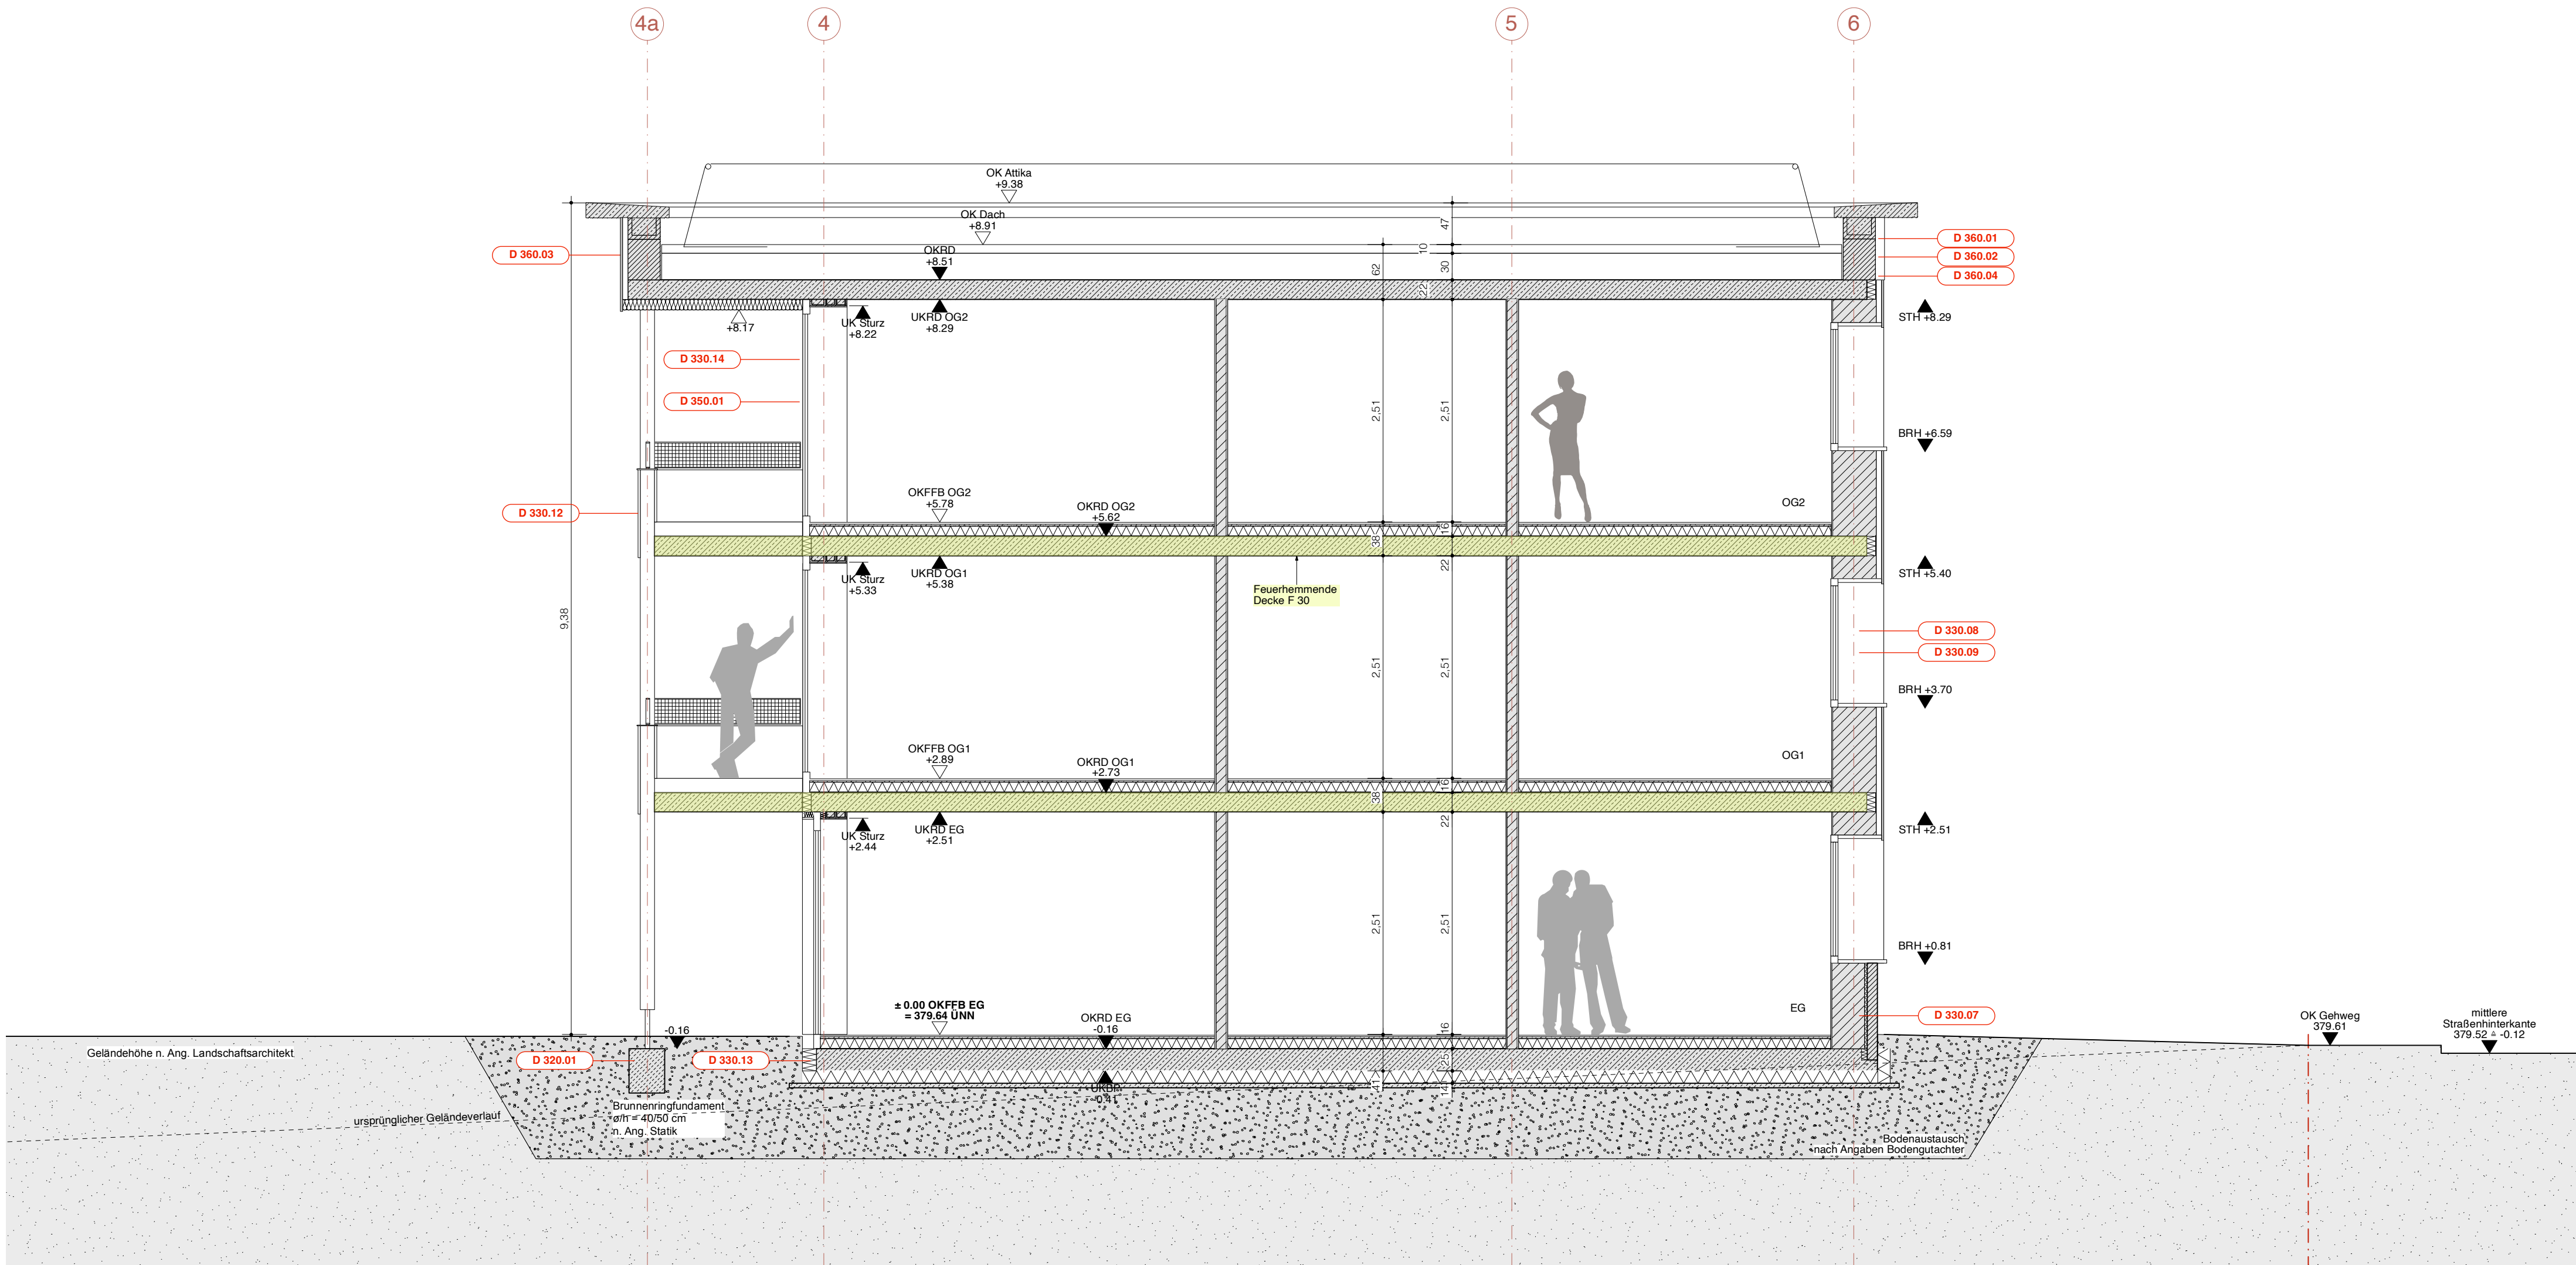 4a
4
5
6
OK Attika
+9.38
OK Dach
+8.91
OKRD
+8.51
47
10
30
62
22
D 360.03
D 360.01
D 360.02
D 360.04
+8.17
UK Sturz
+8.22
UKRD OG2
+8.29
STH +8.29
D 330.14
D 350.01
2,51
2,51
BRH +6.59
OKFFB OG2
+5.78
OKRD OG2
+5.62
OG2
D 330.12
16
38
22
UK Sturz
+5.33
UKRD OG1
+5.38
Feuerhemmende
Decke F 30
STH +5.40
9,38
D 330.08
D 330.09
2,51
2,51
BRH +3.70
OKFFB OG1
+2.89
OKRD OG1
+2.73
OG1
16
38
22
UK Sturz
+2.44
UKRD EG
+2.51
STH +2.51
2,51
2,51
BRH +0.81
± 0.00 OKFFB EG
= 379.64 ÜNN
OKRD EG
-0.16
EG
D 330.07
16
25
41
-0.16
Geländehöhe n. Ang. Landschaftsarchitekt
D 320.01
D 330.13
-0.41
OK Gehweg
379.61
mittlere
Straßenhinterkante
379.52 ≙ -0.12
ursprünglicher Geländeverlauf
Brunnenringfundament
ø/h = 40/50 cm
n. Ang. Statik
Bodenaustausch
nach Angaben Bodengutachter